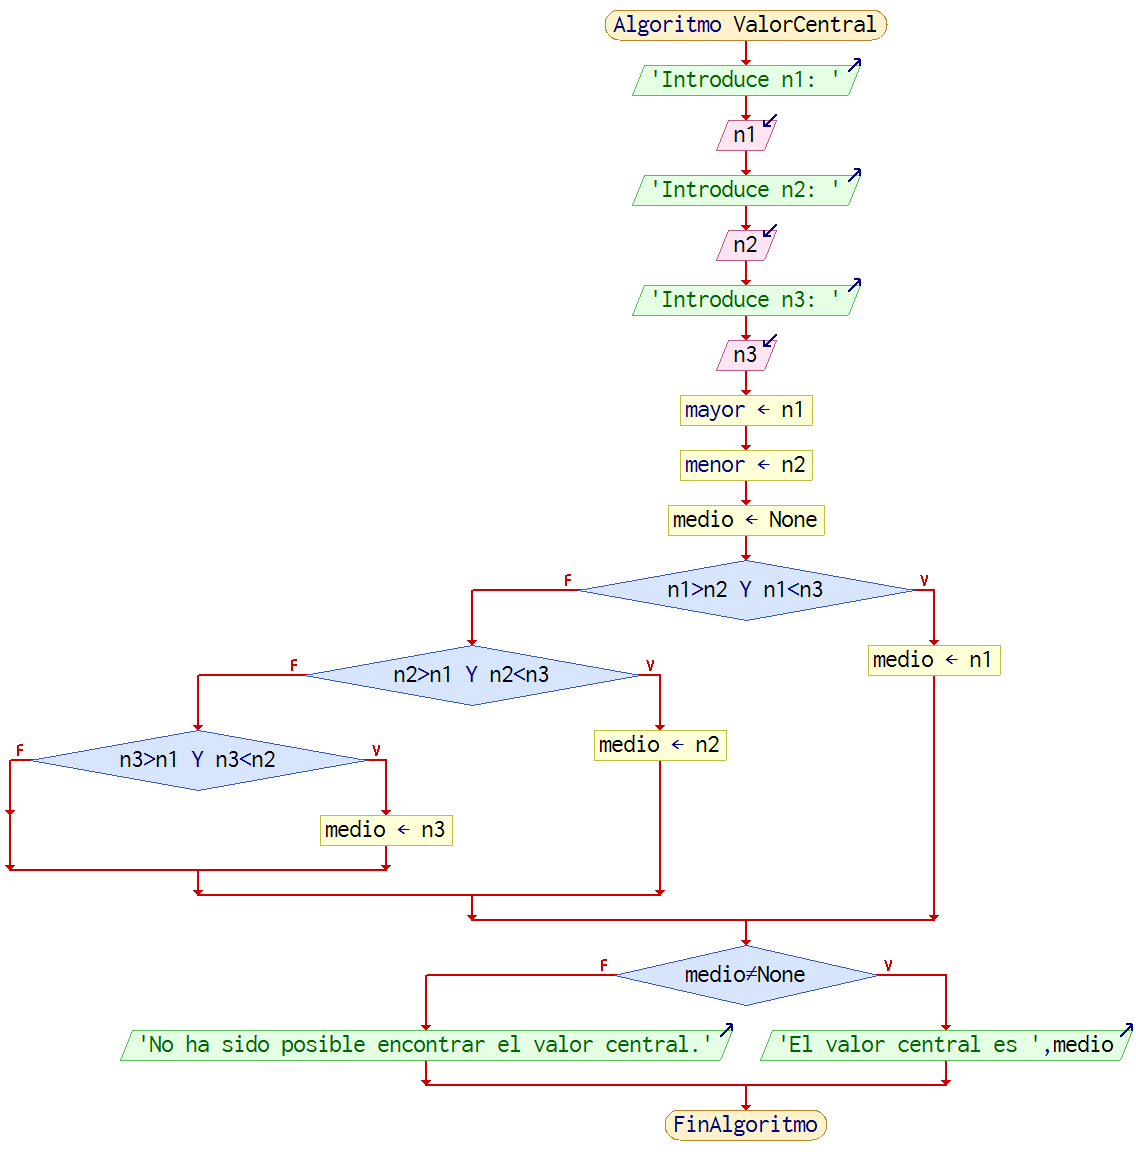 Algoritmo ValorCentral
'Introduce n1: '
n1
'Introduce n2: '
n2
'Introduce n3: '
n3
mayor ← n1
menor ← n2
medio ← None
n1>n2 Y n1<n3
F
V
medio ← n1
n2>n1 Y n2<n3
F
V
medio ← n2
n3>n1 Y n3<n2
F
V
medio ← n3
medio≠None
F
V
'No ha sido posible encontrar el valor central.'
'El valor central es ',medio
FinAlgoritmo